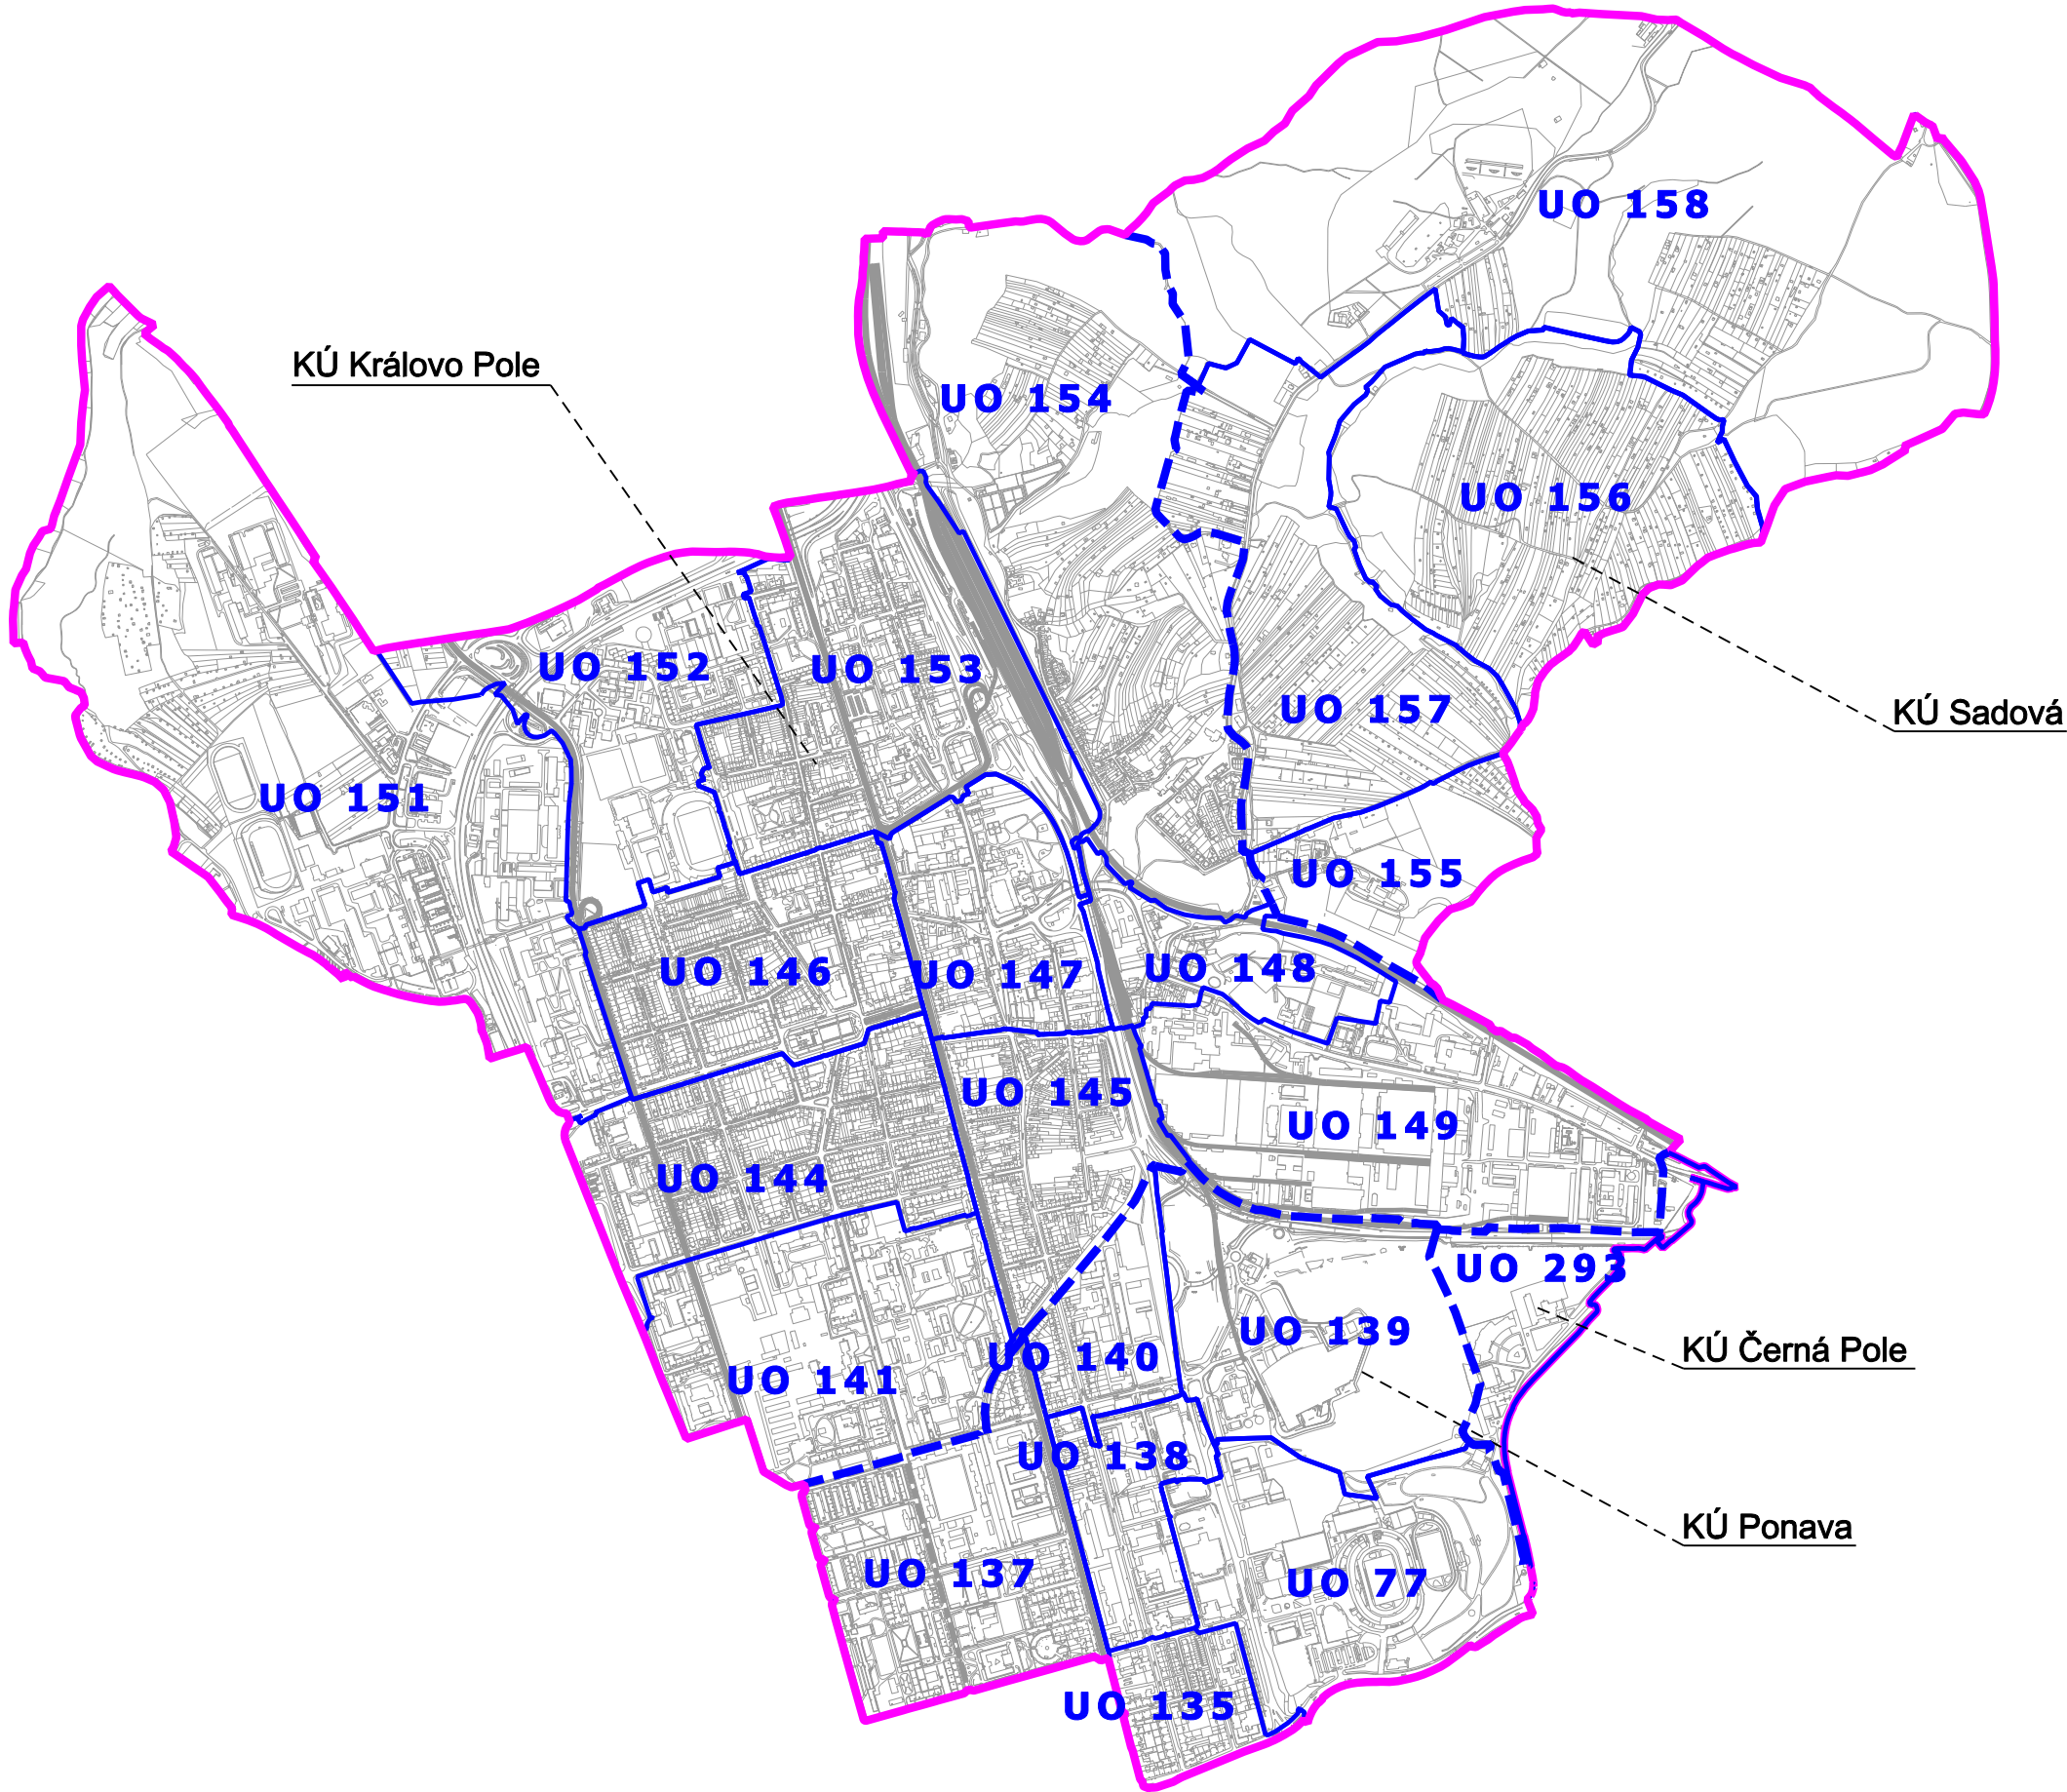 UO 158
KÚ Královo Pole
UO 154
UO 156
UO 152
UO 153
UO 157
KÚ Sadová
UO 151
UO 155
UO 146
UO 147
UO 148
UO 145
UO 149
UO 144
UO 293
UO 139
KÚ Černá Pole
UO 140
UO 141
UO 138
KÚ Ponava
UO 137
UO 77
UO 135